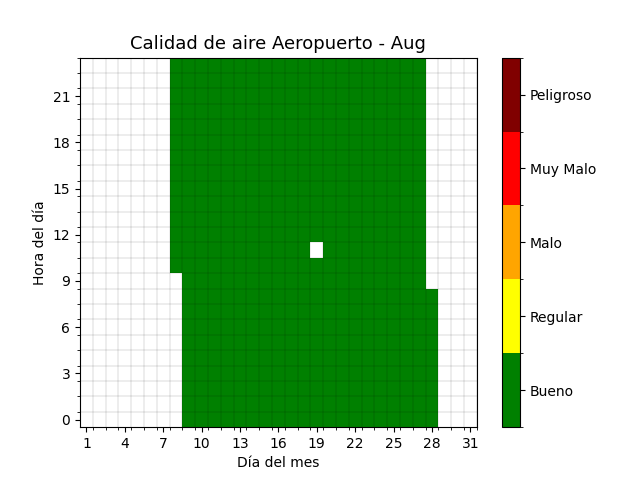 Calidad de aire Aeropuerto - Aug
21
18
15
12
9
6
3
0
Hora del día
1 4 7 10 13 16 19 22 25 28 31
Día del mes
Peligroso
Muy Malo
Malo
Regular
Bueno